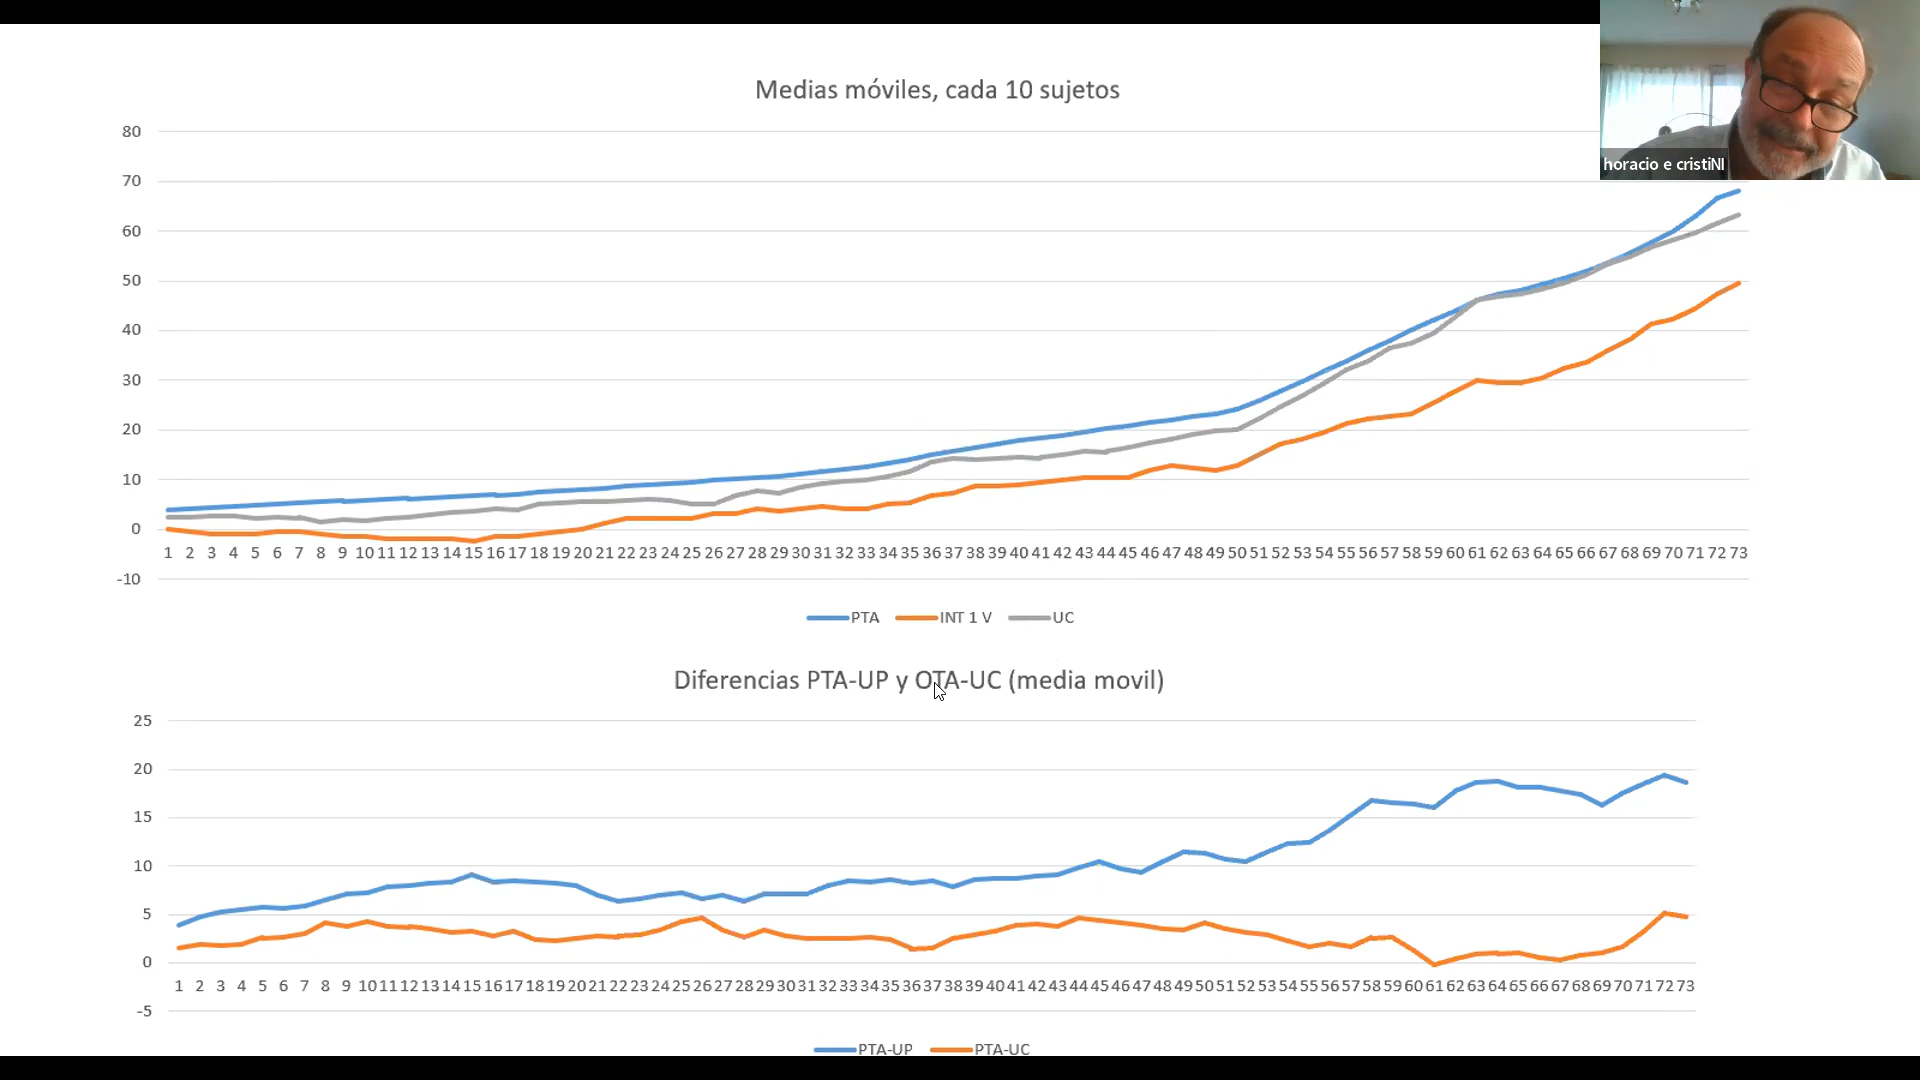 Medias móviles, cada 10 sujetos
horacio e cristiNI
80
70
60
50
40
30
20
10
0
1 2 3 4 5 6 7 8 9 10 11 12 13 14 15 16 17 18 19 20 21 22 23 24 25 26 27 28 29 30 31 32 33 34 35 36 37 38 39 40 41 42 43 44 45 46 47 48 49 50 51 52 53 54 55 56 57 58 59 60 61 62 63 64 65 66 67 68 69 70 71 72 73
-10
PTA INT 1 V UC
Diferencias PTA-UP y OTA-UC (media movil)
25
20
15
10
5
0
1 2 3 4 5 6 7 8 9 10 11 12 13 14 15 16 17 18 19 20 21 22 23 24 25 26 27 28 29 30 31 32 33 34 35 36 37 38 39 40 41 42 43 44 45 46 47 48 49 50 51 52 53 54 55 56 57 58 59 60 61 62 63 64 65 66 67 68 69 70 71 72 73
-5
PTA-UP PTA-UC